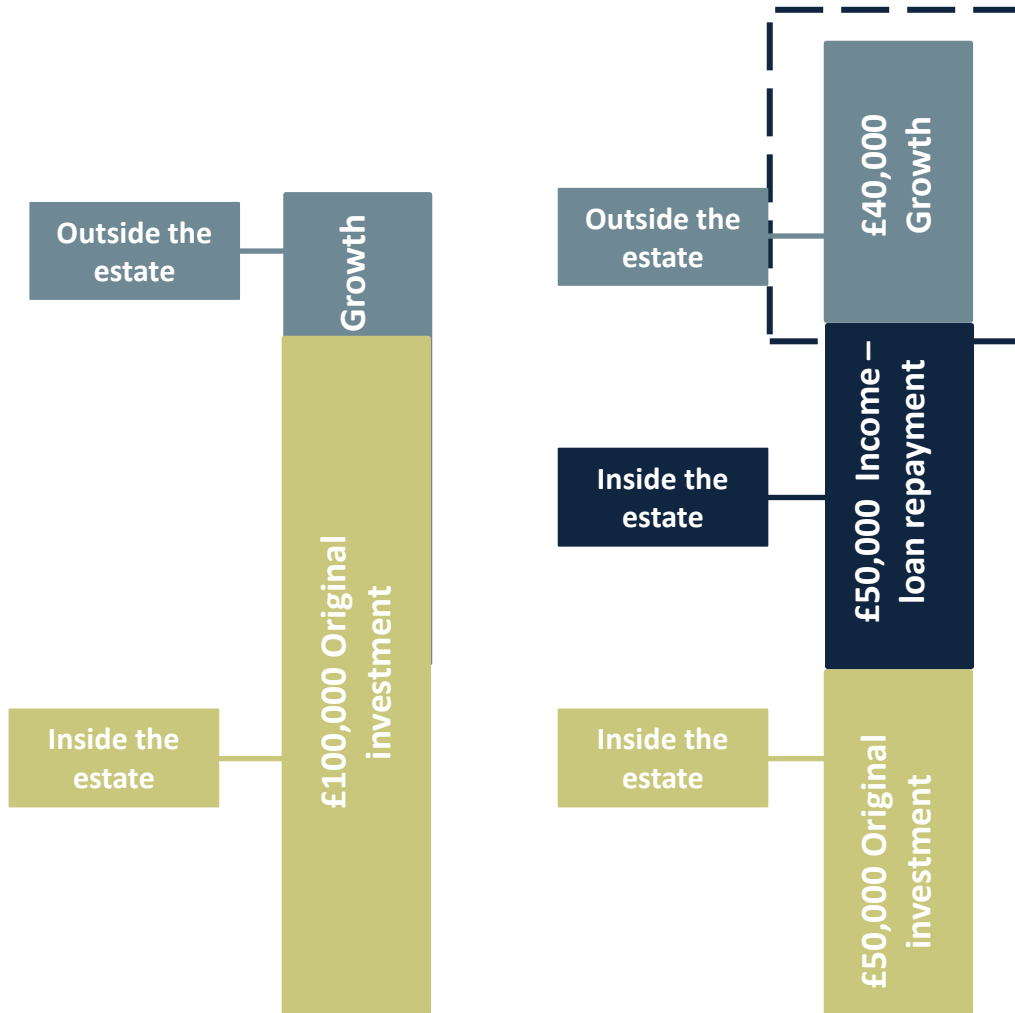 Outside the
estate
Growth
£100,000 Original
investment
Inside the
estate
£40,000
Growth
Outside the
estate
£50,000 Income –
loan repayment
Inside the
estate
£50,000 Original
investment
Inside the
estate